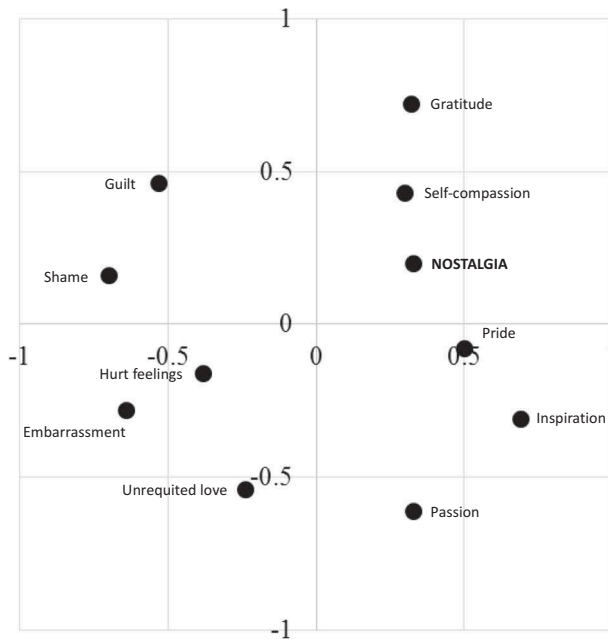 1
Gratitude
0.5
Guilt
Self-compassion
NOSTALGIA
Shame
0
Pride
-1
-0.5
0
0.5
Hurt feelings
Embarrassment
Inspiration
-0.5
Unrequited love
Passion
-1